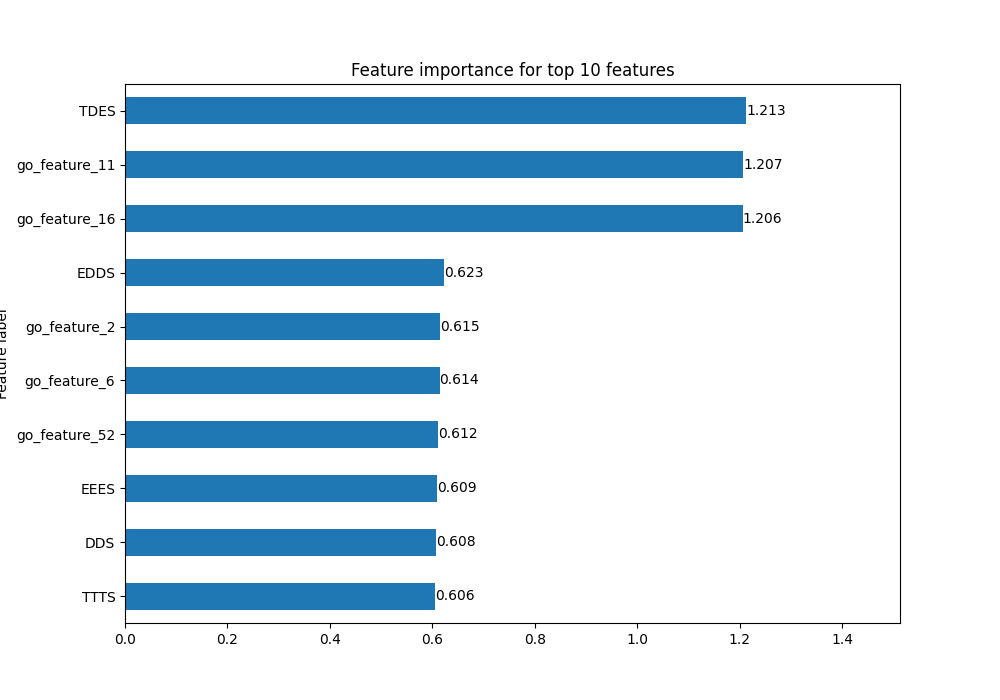 Feature importance for top 10 features
TDES 1.213
go_feature_11 1.207
go_feature_16 1.206
EDDS 0.623
go_feature_2 0.615
go_feature_6 0.614
go_feature_52 0.612
EEES 0.609
DDS 0.608
TTTS 0.606
0.0 0.2 0.4 0.6 0.8 1.0 1.2 1.4
Feature label